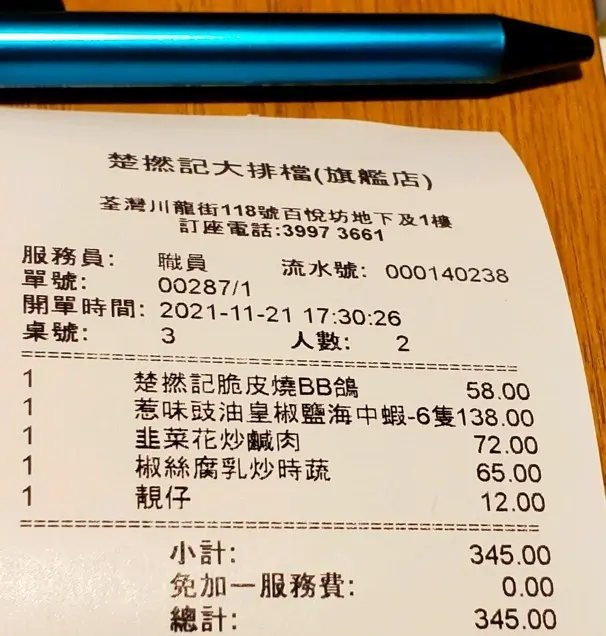 楚撚記大排檔(旗艦店)
荃灣川龍街118號百悅坊地下及1樓
訂座電話:3997 3661
服務員: 職員 流水號: 000140238
單號: 00287/1
開單時間: 2021-11-21 17:30:26
桌號: 3 人數: 2
1 楚撚記脆皮燒BB鴿 58.00
1 惹味豉油皇椒鹽海中蝦-6隻138.00
1 韭菜花炒鹹肉 72.00
1 椒絲腐乳炒時蔬 65.00
1 靚仔 12.00
小計: 345.00
免加一服務費: 0.00
總計: 345.00